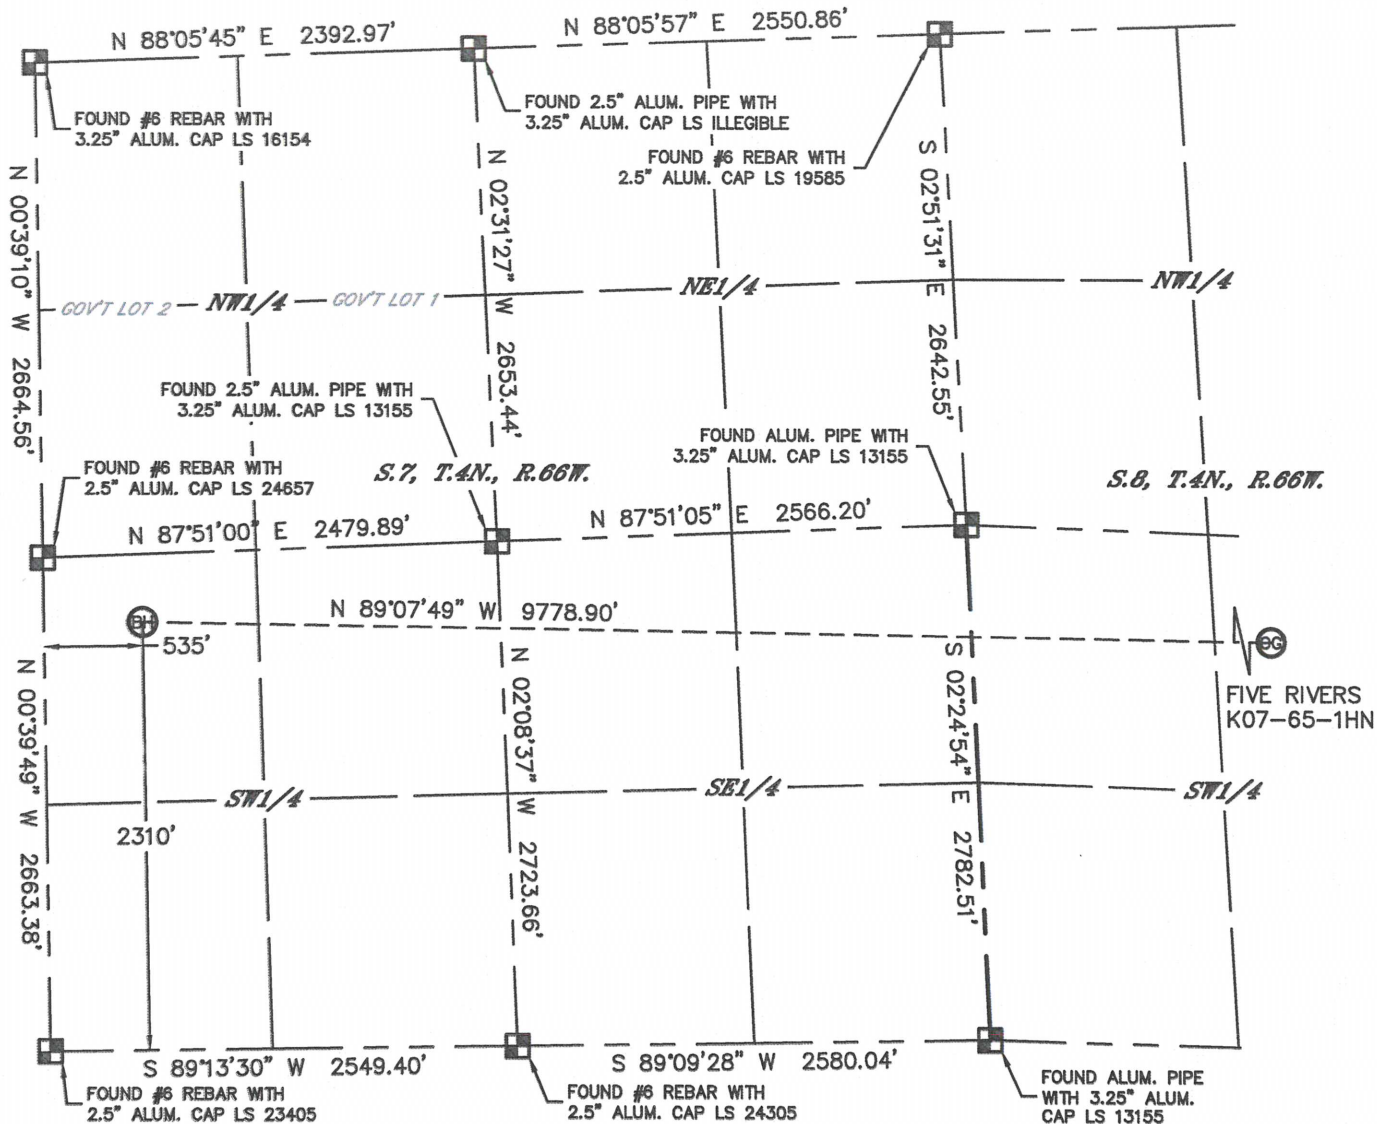 N 88°05'45" E 2392.97'
N 88°05'57" E 2550.86'
FOUND #6 REBAR WITH
3.25" ALUM. CAP LS 16154
FOUND 2.5" ALUM. PIPE WITH
3.25" ALUM. CAP LS ILLEGIBLE
FOUND #6 REBAR WITH
2.5" ALUM. CAP LS 19585
N 00°39'10" W 2664.56'
N 02°31'27" W 2653.44'
S 02°51'31" E 2642.55'
GOV'T LOT 2
NW1/4
GOV'T LOT 1
NE1/4
NW1/4
FOUND 2.5" ALUM. PIPE WITH
3.25" ALUM. CAP LS 13155
FOUND ALUM. PIPE WITH
3.25" ALUM. CAP LS 13155
FOUND #6 REBAR WITH
2.5" ALUM. CAP LS 24657
S.7, T.4N., R.66W.
S.8, T.4N., R.66W.
N 87°51'00" E 2479.89'
N 87°51'05" E 2566.20'
BH
N 89°07'49" W 9778.90'
535'
FIVE RIVERS
K07-65-1HN
N 00°39'49" W 2663.38'
N 02°08'37" W 2723.66'
S 02°24'54" E 2782.51'
SW1/4
SE1/4
SW1/4
2310'
S 89°13'30" W 2549.40'
S 89°09'28" W 2580.04'
FOUND #6 REBAR WITH
2.5" ALUM. CAP LS 23405
FOUND #6 REBAR WITH
2.5" ALUM. CAP LS 24305
FOUND ALUM. PIPE
WITH 3.25" ALUM.
CAP LS 13155